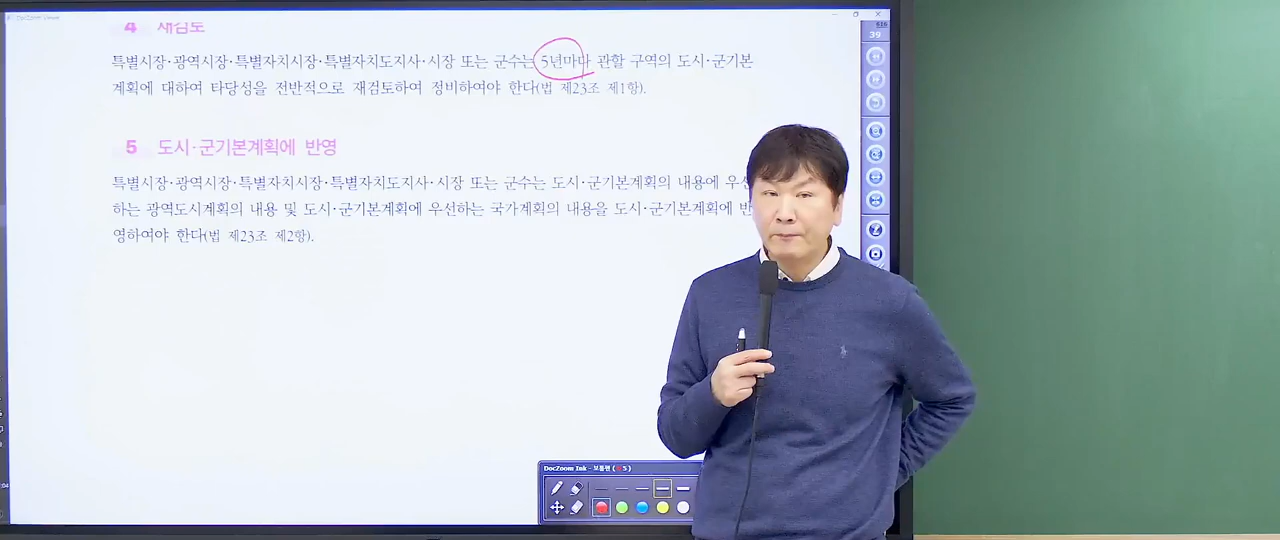 DocZoom Viewer
616
39
4 재검토
특별시장·광역시장·특별자치시장·특별자치도지사·시장 또는 군수는 5년마다 관할 구역의 도시·군기본
계획에 대하여 타당성을 전반적으로 재검토하여 정비하여야 한다(법 제23조 제1항).
5 도시·군기본계획에 반영
특별시장·광역시장·특별자치시장·특별자치도지사·시장 또는 군수는 도시·군기본계획의 내용에 우선
하는 광역도시계획의 내용 및 도시·군기본계획에 우선하는 국가계획의 내용을 도시·군기본계획에 반
영하여야 한다(법 제23조 제2항).
DocZoom Ink - 보통펜 ( 5 )